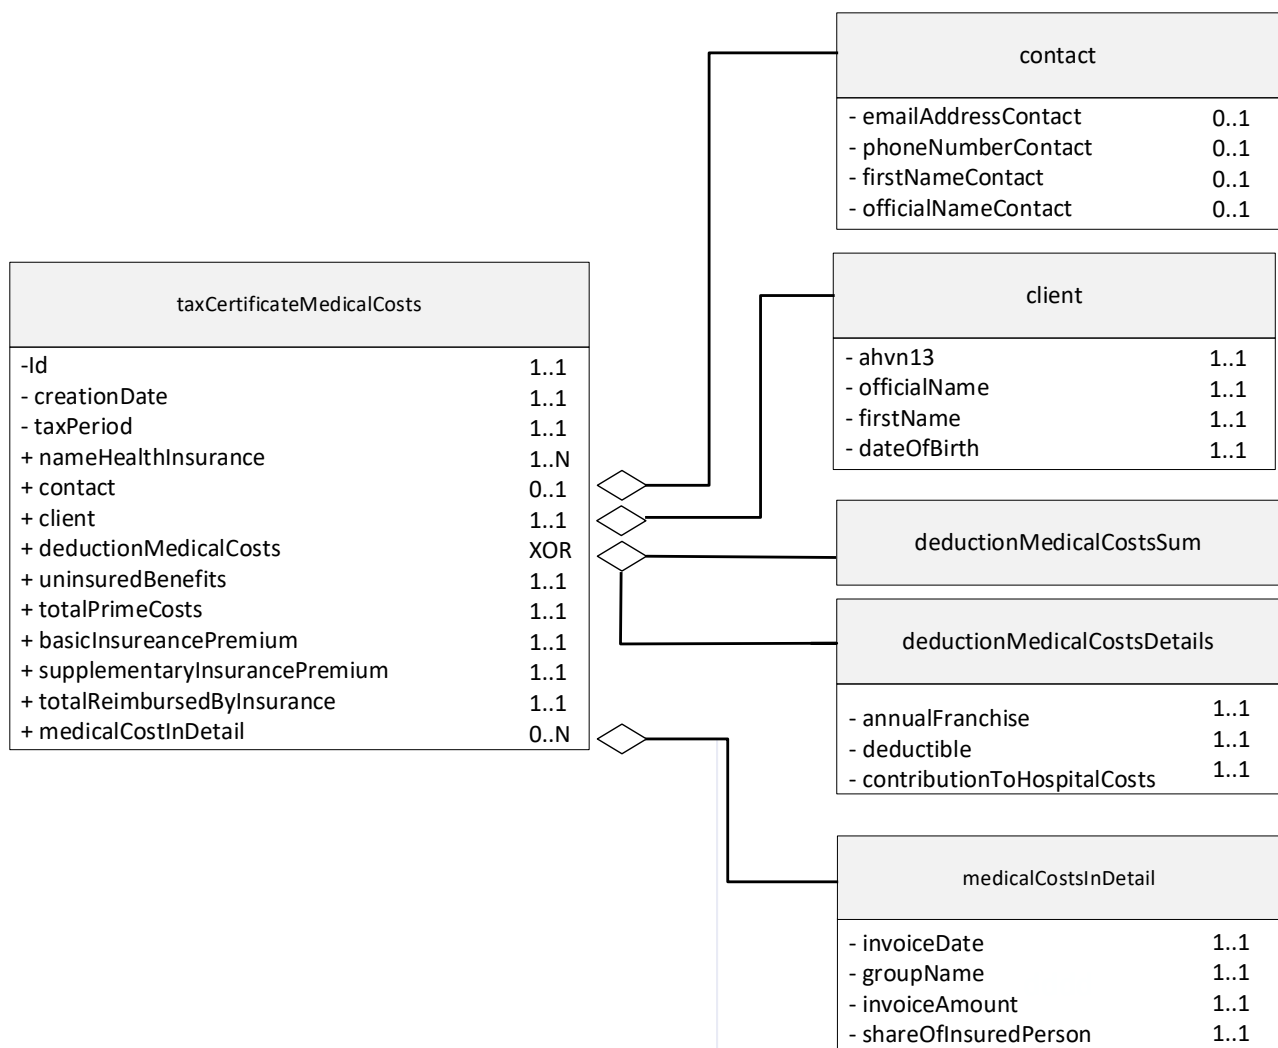 contact
- emailAddressContact 0..1
- phoneNumberContact 0..1
- firstNameContact 0..1
- officialNameContact 0..1
taxCertificateMedicalCosts
-Id 1..1
- creationDate 1..1
- taxPeriod 1..1
+ nameHealthInsurance 1..N
+ contact 0..1
+ client 1..1
+ deductionMedicalCosts XOR
+ uninsuredBenefits 1..1
+ totalPrimeCosts 1..1
+ basicInsureancePremium 1..1
+ supplementaryInsurancePremium 1..1
+ totalReimbursedByInsurance 1..1
+ medicalCostInDetail 0..N
client
- ahvn13 1..1
- officialName 1..1
- firstName 1..1
- dateOfBirth 1..1
deductionMedicalCostsSum
deductionMedicalCostsDetails
- annualFranchise 1..1
- deductible 1..1
- contributionToHospitalCosts 1..1
medicalCostsInDetail
- invoiceDate 1..1
- groupName 1..1
- invoiceAmount 1..1
- shareOfInsuredPerson 1..1